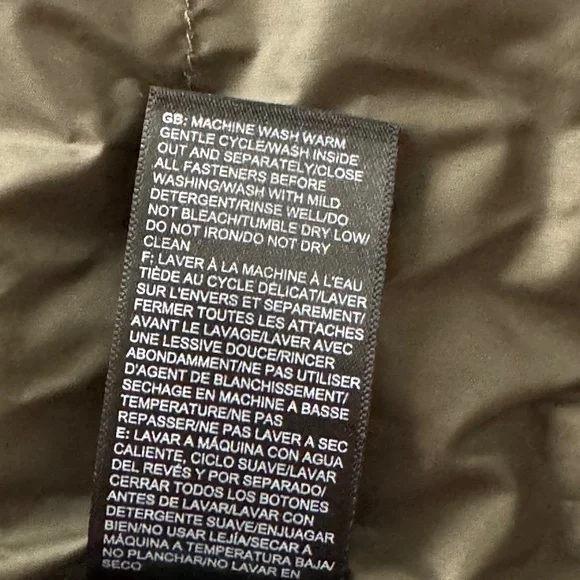 GB: MACHINE WASH WARM
GENTLE CYCLE/WASH INSIDE
OUT AND SEPARATELY/CLOSE
ALL FASTENERS BEFORE
WASHING/WASH WITH MILD
DETERGENT/RINSE WELL/DO
NOT BLEACH/TUMBLE DRY LOW/
DO NOT IRON/DO NOT DRY
CLEAN
F: LAVER À LA MACHINE À L'EAU
TIÈDE AU CYCLE DÉLICAT/LAVER
SUR L'ENVERS ET SEPAREMENT/
FERMER TOUTES LES ATTACHES
AVANT LE LAVAGE/LAVER AVEC
UNE LESSIVE DOUCE/RINCER
ABONDAMMENT/NE PAS UTILISER
D'AGENT DE BLANCHISSEMENT/
SECHAGE EN MACHINE A BASSE
TEMPERATURE/NE PAS
REPASSER/NE PAS LAVER A SEC
E: LAVAR A MÁQUINA CON AGUA
CALIENTE, CICLO SUAVE/LAVAR
DEL REVÉS Y POR SEPARADO/
CERRAR TODOS LOS BOTONES
ANTES DE LAVAR/LAVAR CON
DETERGENTE SUAVE/ENJUAGAR
BIEN/NO USAR LEJÍA/SECAR A
MÁQUINA A TEMPERATURA BAJA/
NO PLANCHAR/NO LAVAR EN
SECO